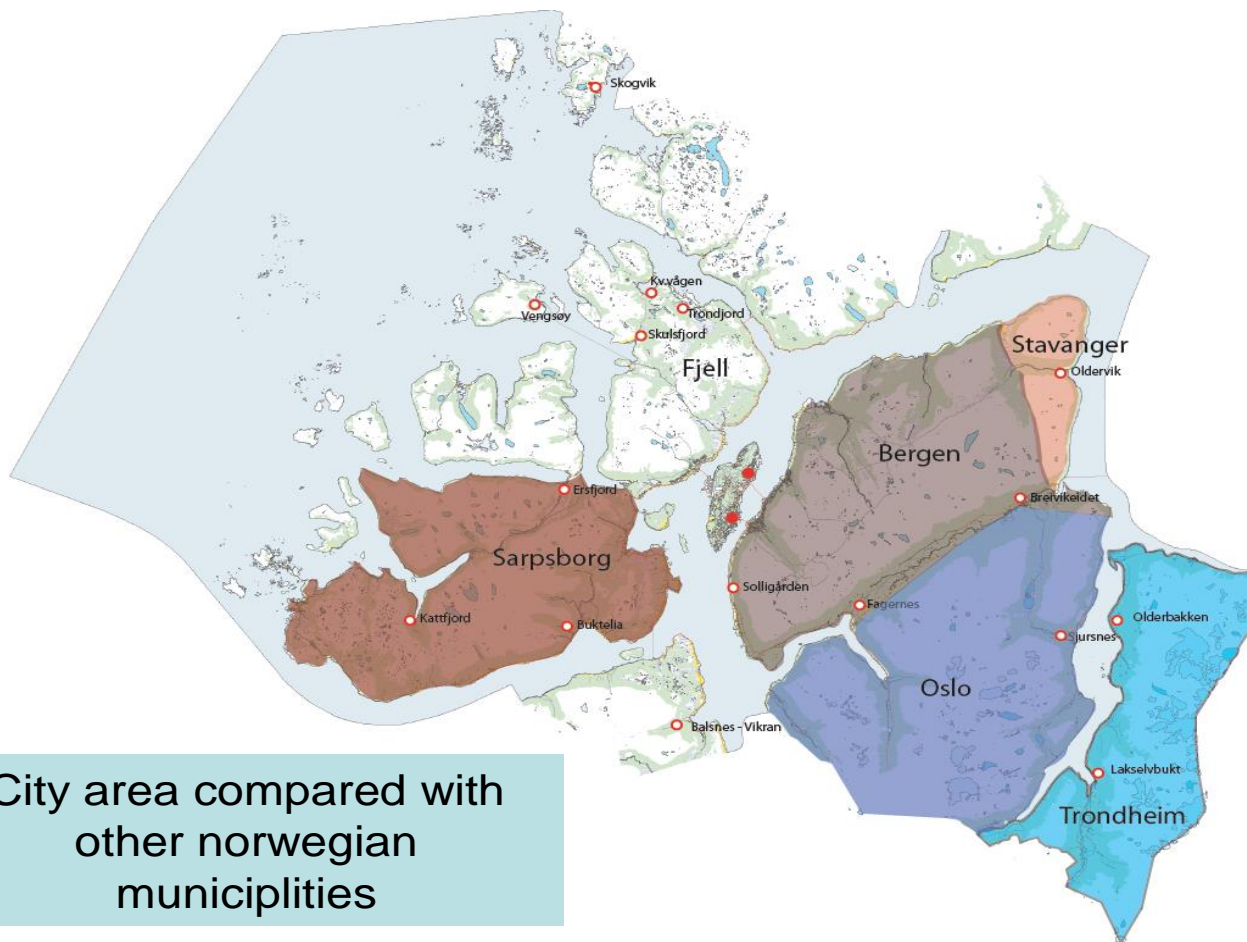 Skogvik
Kv.vågen
Vengsøy
Trondjord
Skulsfjord
Fjell
Stavanger
Oldervik
Bergen
Ersfjord
Breivikeidet
Sarpsborg
Solligården
Fagernes
Kattfjord
Buktelia
Olderbakken
Sjursnes
Oslo
Balsnes - Vikran
Lakselvbukt
Trondheim
City area compared with
other norwegian
municiplities